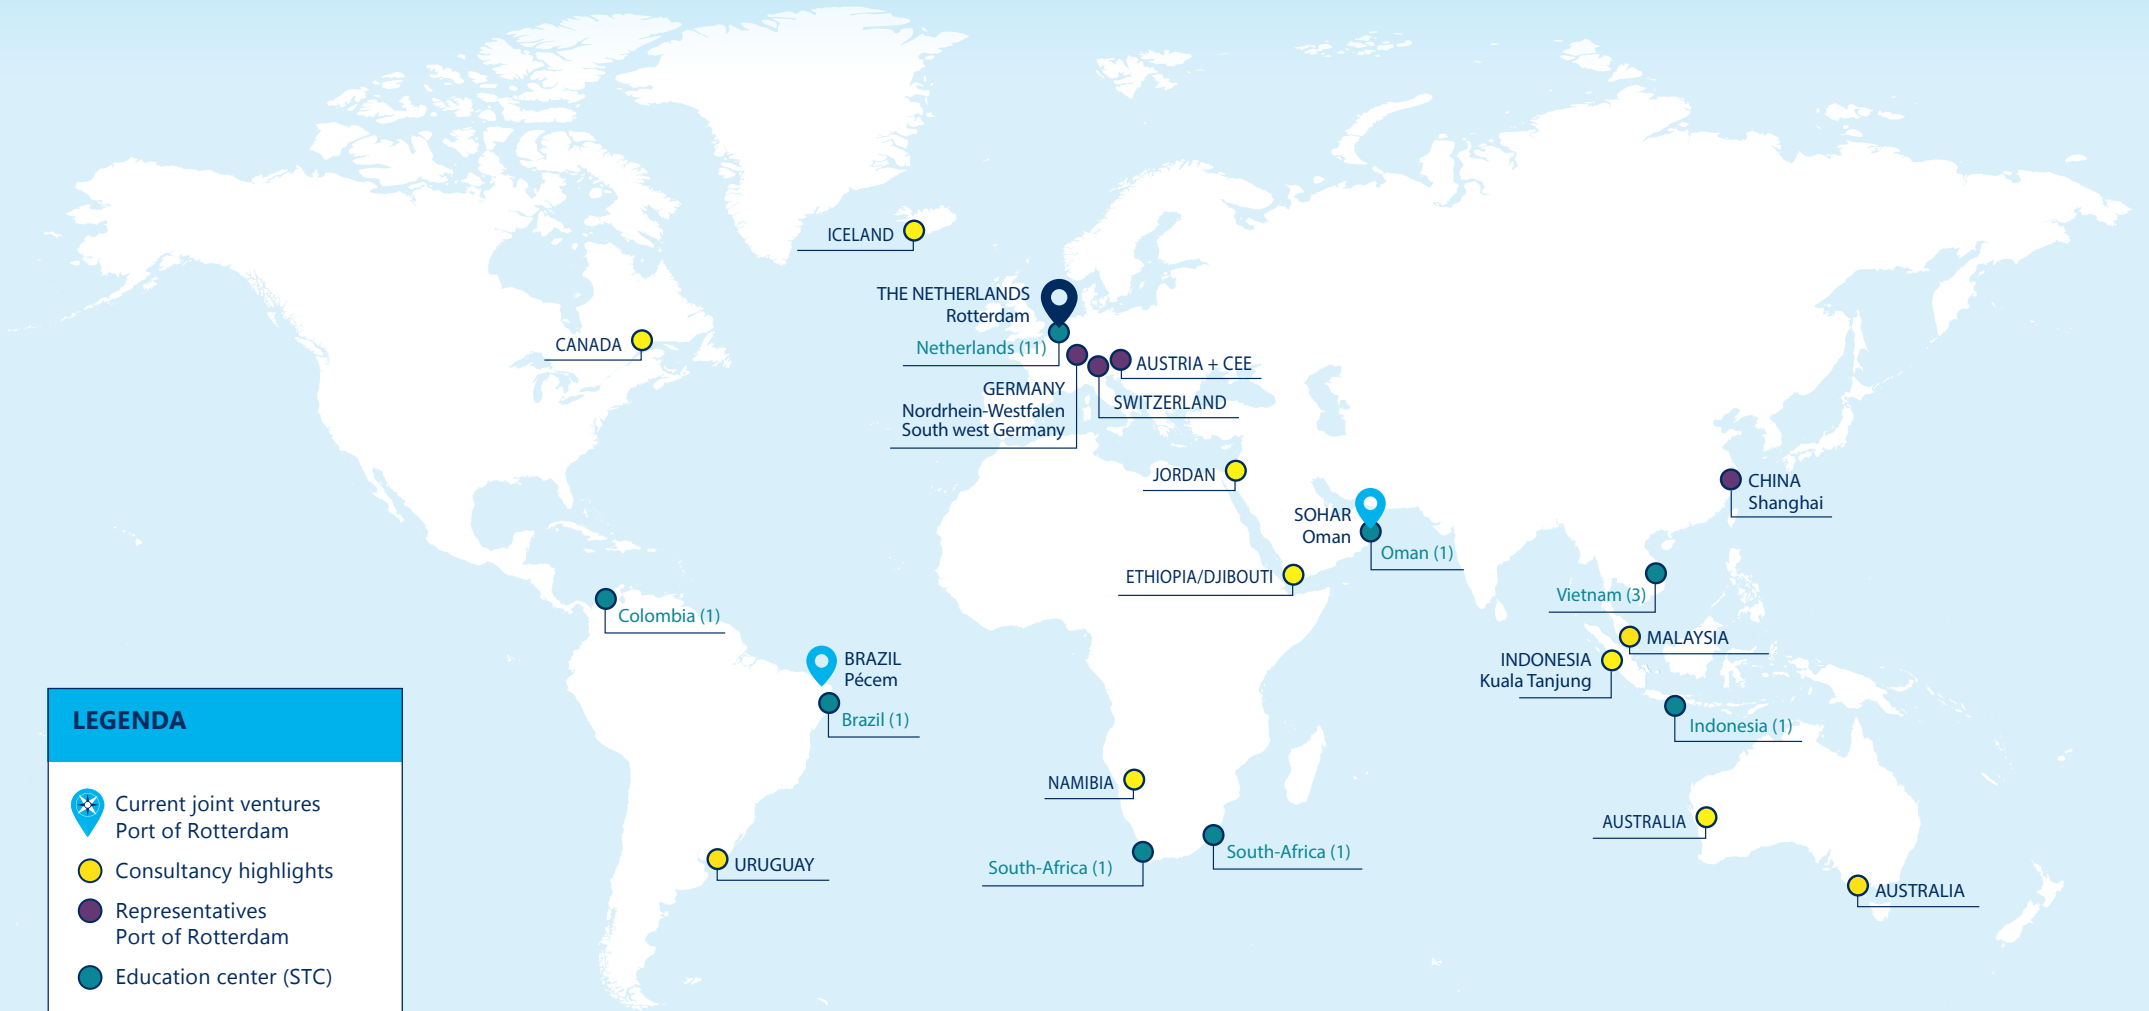 ICELAND
THE NETHERLANDS
Rotterdam
Netherlands (11)
CANADA
AUSTRIA + CEE
GERMANY
Nordrhein-Westfalen
South west Germany
SWITZERLAND
JORDAN
CHINA
Shanghai
SOHAR
Oman
Oman (1)
ETHIOPIA/DJIBOUTI
Vietnam (3)
Colombia (1)
MALAYSIA
BRAZIL
Pécem
INDONESIA
Kuala Tanjung
Brazil (1)
Indonesia (1)
NAMIBIA
AUSTRALIA
South-Africa (1)
South-Africa (1)
URUGUAY
AUSTRALIA
LEGENDA
Current joint ventures
Port of Rotterdam
Consultancy highlights
Representatives
Port of Rotterdam
Education center (STC)